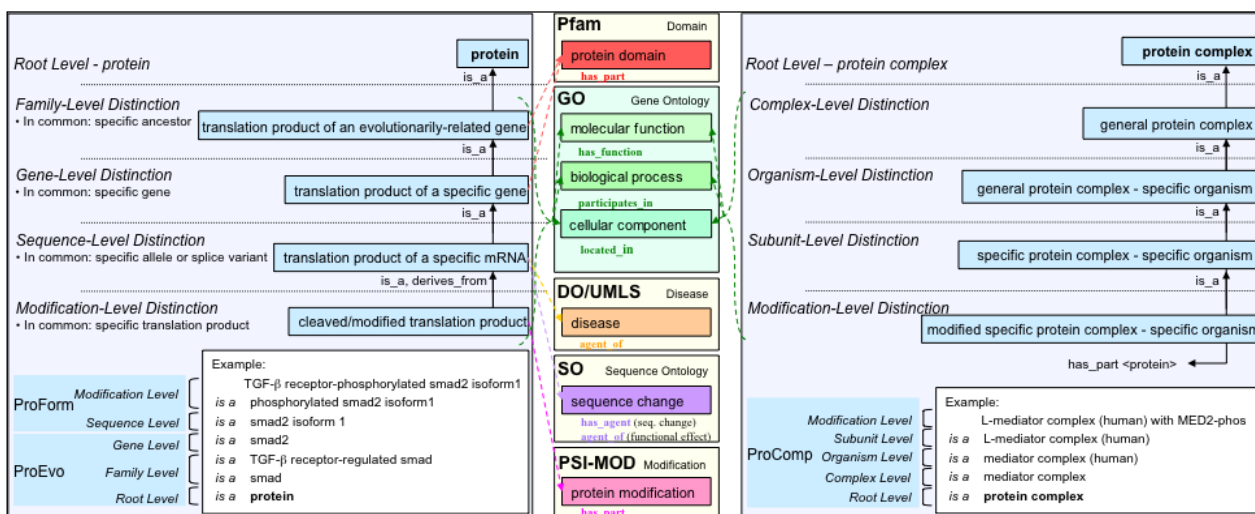 Root Level - protein
protein
is_a
Family-Level Distinction
• In common: specific ancestor
translation product of an evolutionarily-related gene
is_a
Gene-Level Distinction
• In common: specific gene
translation product of a specific gene
is_a
Sequence-Level Distinction
• In common: specific allele or splice variant
translation product of a specific mRNA
is_a, derives_from
Modification-Level Distinction
• In common: specific translation product
cleaved/modified translation product
ProForm
Modification Level
Sequence Level
ProEvo
Gene Level
Family Level
Root Level
Example:
TGF-β receptor-phosphorylated smad2 isoform1
is a phosphorylated smad2 isoform1
is a smad2 isoform 1
is a smad2
is a TGF-β receptor-regulated smad
is a smad
is a protein
Pfam Domain
protein domain
has_part
GO Gene Ontology
molecular function
has_function
biological process
participates_in
cellular component
located_in
DO/UMLS Disease
disease
agent_of
SO Sequence Ontology
sequence change
has_agent (seq. change)
agent_of (functional effect)
PSI-MOD Modification
protein modification
has_part
Root Level – protein complex
protein complex
is_a
Complex-Level Distinction
general protein complex
is_a
Organism-Level Distinction
general protein complex - specific organism
is_a
Subunit-Level Distinction
specific protein complex - specific organism
is_a
Modification-Level Distinction
modified specific protein complex - specific organism
has_part <protein>
ProComp
Modification Level
Subunit Level
Organism Level
Complex Level
Root Level
Example:
L-mediator complex (human) with MED2-phos
is a L-mediator complex (human)
is a mediator complex (human)
is a mediator complex
is a protein complex